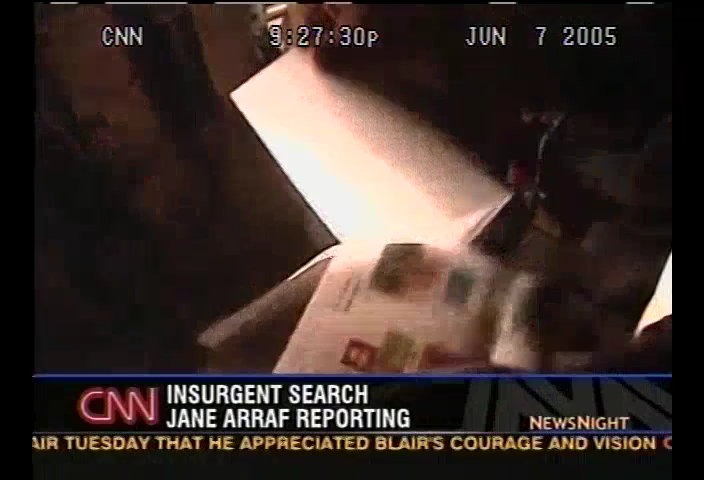 CNN 9:27:30p JUN 7 2005
CNN INSURGENT SEARCH
JANE ARRAF REPORTING
NEWSNIGHT
AIR TUESDAY THAT HE APPRECIATED BLAIR'S COURAGE AND VISION